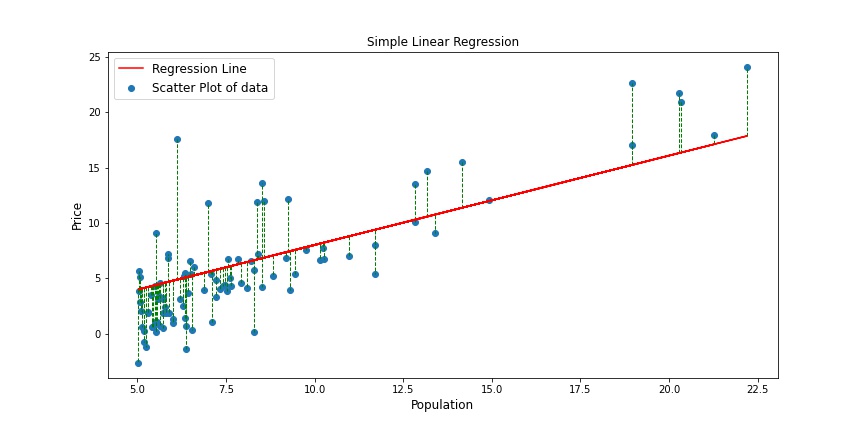 Simple Linear Regression
25
20
15
10
5
0
Price
Regression Line
Scatter Plot of data
5.0 7.5 10.0 12.5 15.0 17.5 20.0 22.5
Population